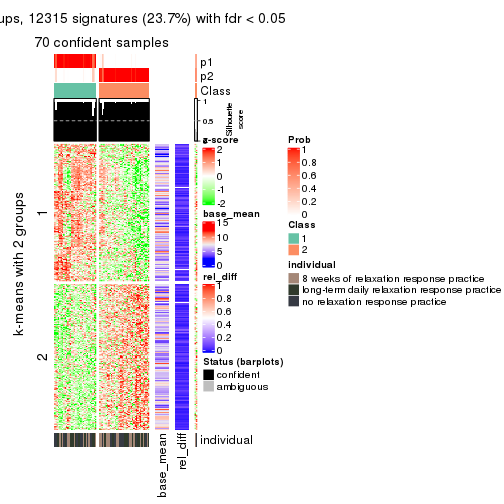 ups, 12315 signatures (23.7%) with fdr < 0.05
70 confident samples
p1
p2
Class
1
0.5
0
Silhouette
score
z-score
2
1
0
-1
-2
base_mean
15
10
5
0
rel_diff
1
0.8
0.6
0.4
0.2
0
Status (barplots)
confident
ambiguous
Prob
1
0.8
0.6
0.4
0.2
0
Class
1
2
individual
8 weeks of relaxation response practice
long-term daily relaxation response practice
no relaxation response practice
k-means with 2 groups
1
2
individual
base_mean
rel_diff